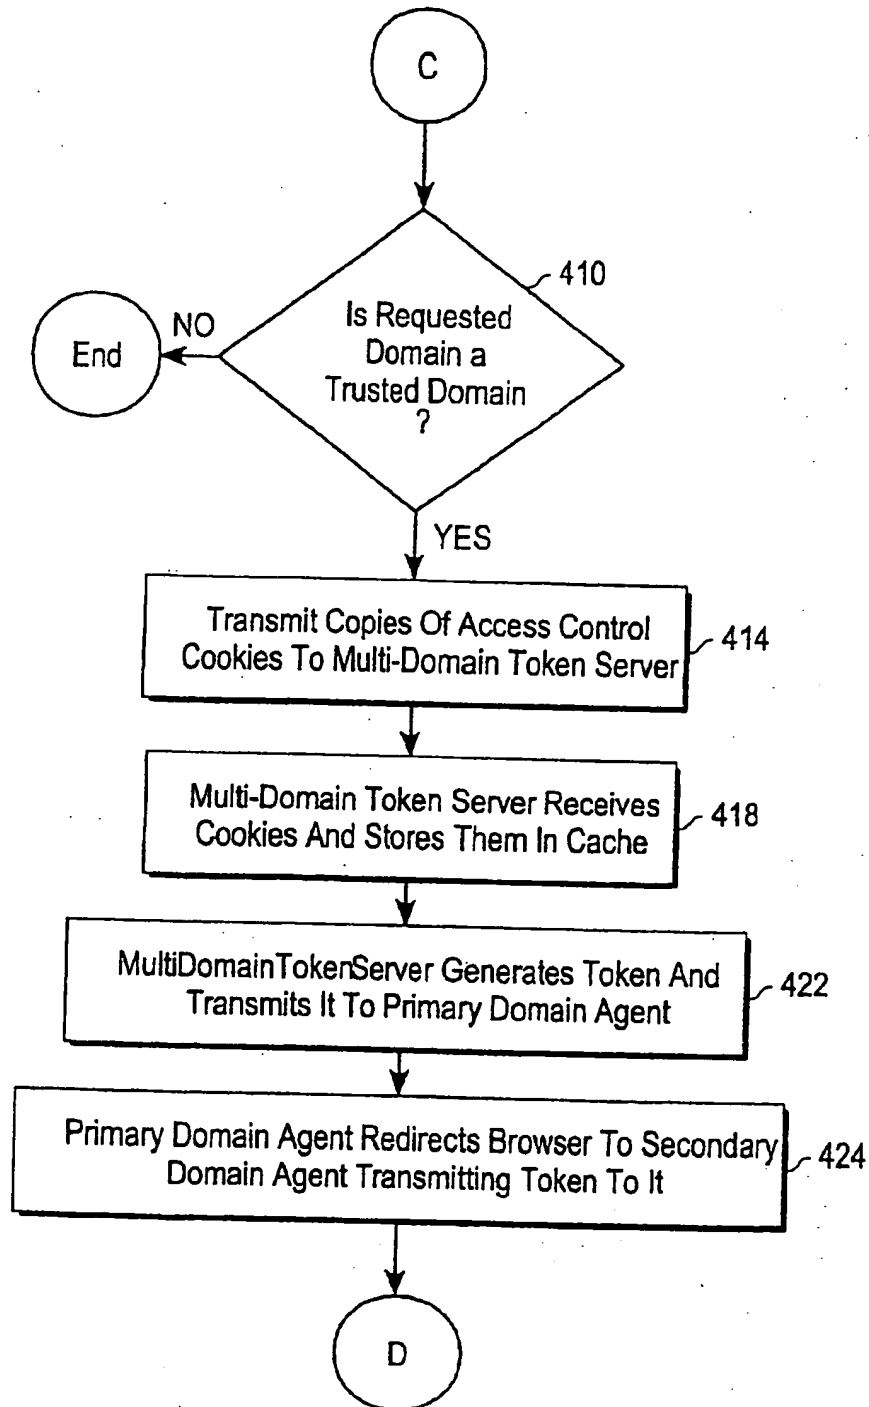 C
410
Is Requested
Domain a
Trusted Domain
?
NO
End
YES
Transmit Copies Of Access Control
Cookies To Multi-Domain Token Server
414
Multi-Domain Token Server Receives
Cookies And Stores Them In Cache
418
MultiDomainTokenServer Generates Token And
Transmits It To Primary Domain Agent
422
Primary Domain Agent Redirects Browser To Secondary
Domain Agent Transmitting Token To It
424
D